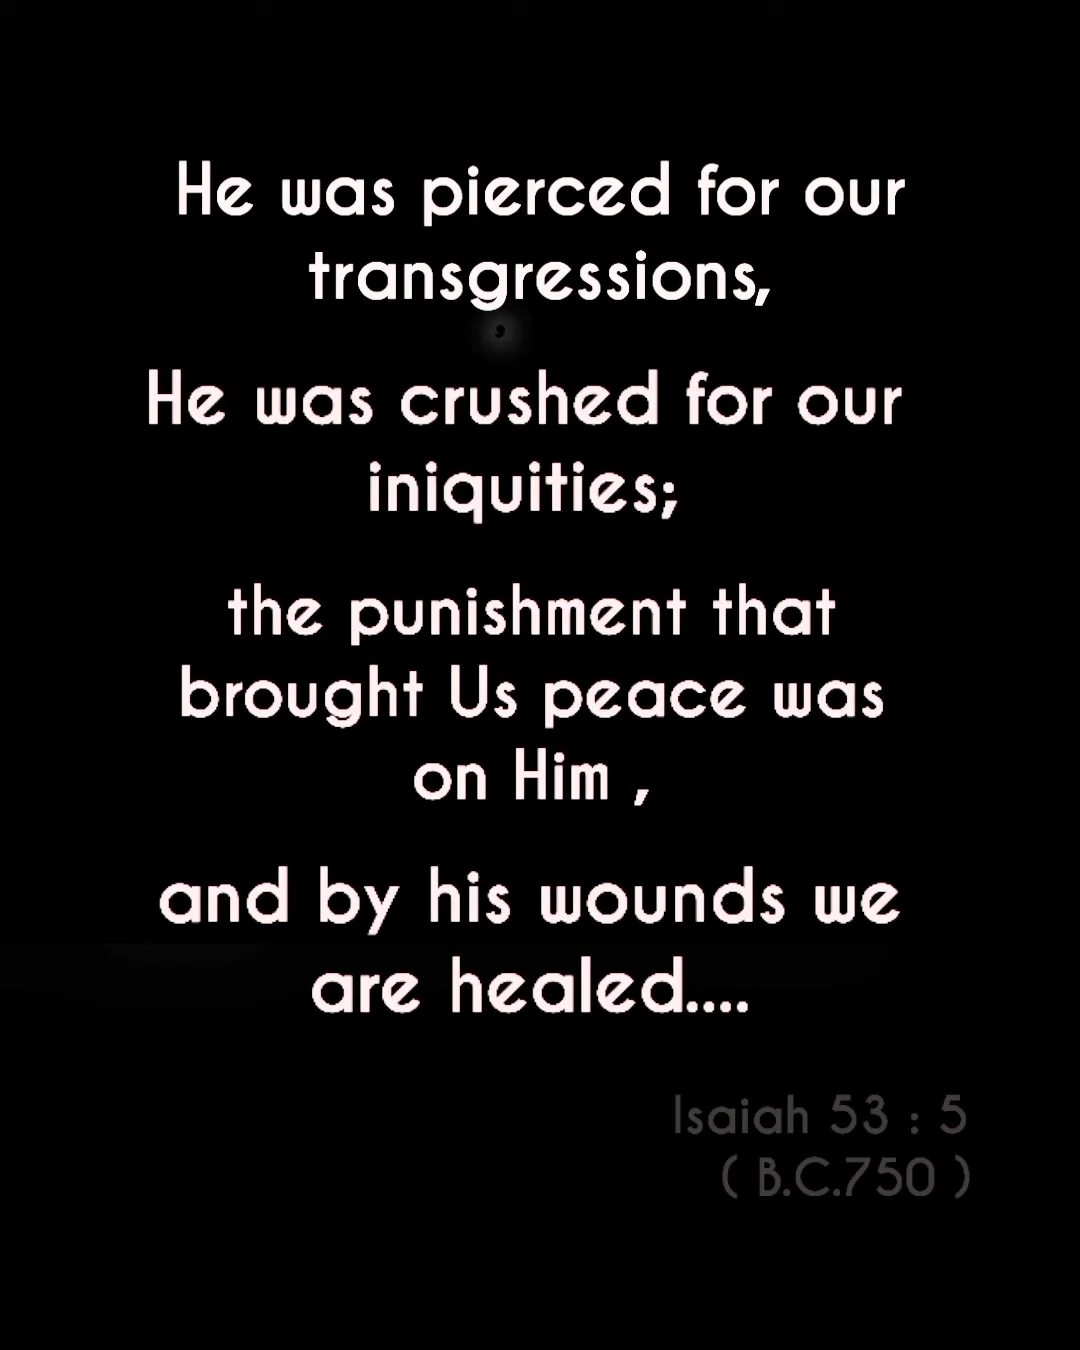 He was pierced for our
transgressions,
He was crushed for our
iniquities;
the punishment that
brought Us peace was
on Him ,
and by his wounds we
are healed....
Isaiah 53 : 5
( B.C.750 )